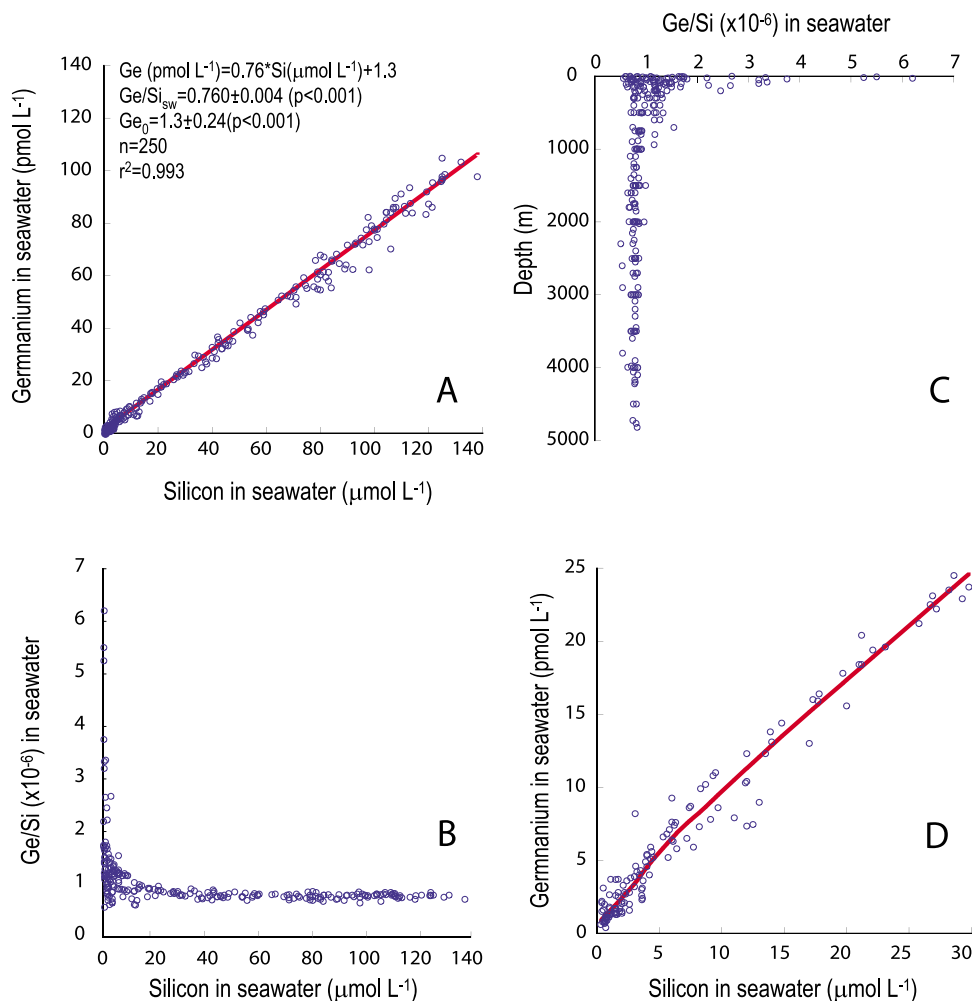 Ge (pmol L⁻¹)=0.76*Si(µmol L⁻¹)+1.3
Ge/Si_sw=0.760±0.004 (p<0.001)
Ge₀=1.3±0.24(p<0.001)
n=250
r²=0.993
140
120
100
80
60
40
20
0
Germnanium in seawater (pmol L⁻¹)
A
0 20 40 60 80 100 120 140
Silicon in seawater (µmol L⁻¹)
Ge/Si (x10⁻⁶) in seawater
0 1 2 3 4 5 6 7
0
1000
2000
3000
4000
5000
Depth (m)
C
7
6
5
4
3
2
1
0
Ge/Si (x10⁻⁶) in seawater
B
0 20 40 60 80 100 120 140
Silicon in seawater (µmol L⁻¹)
25
20
15
10
5
0
Germnanium in seawater (pmol L⁻¹)
D
0 5 10 15 20 25 30
Silicon in seawater (µmol L⁻¹)